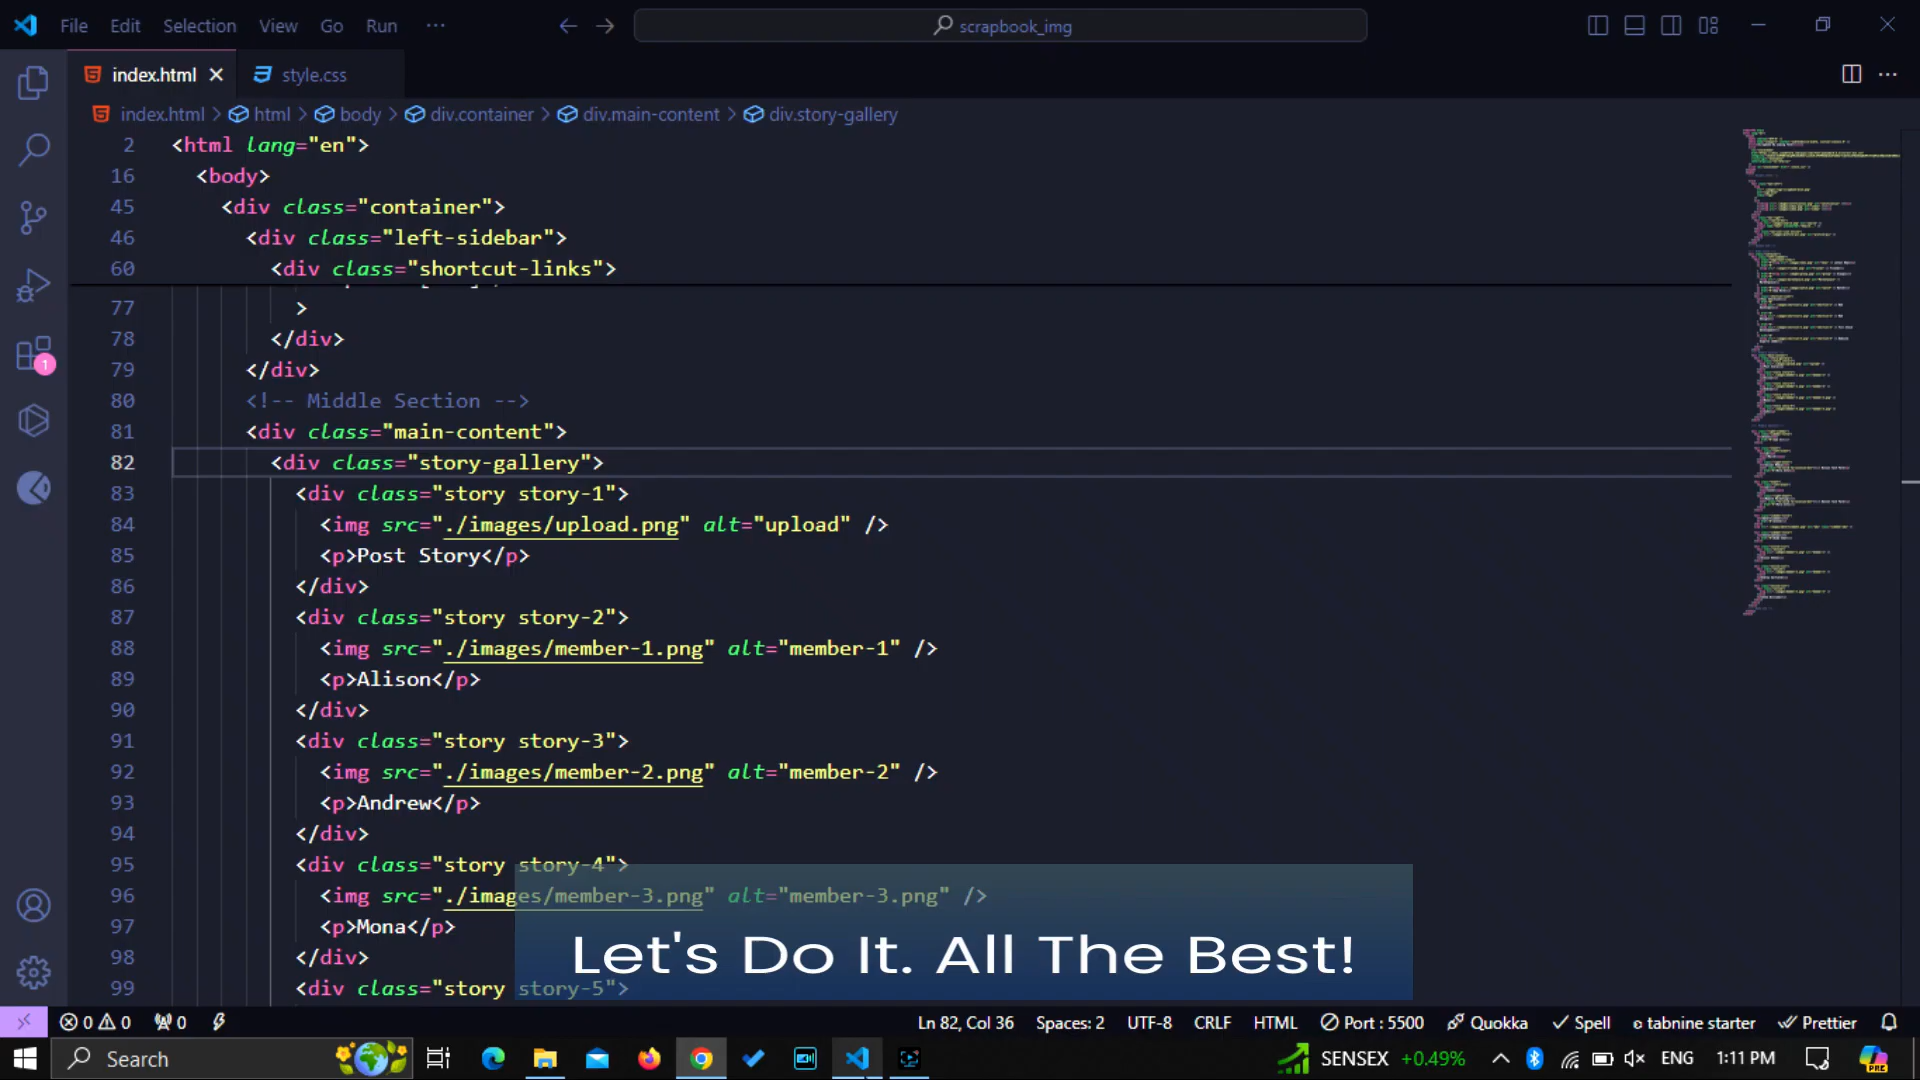 File Edit Selection View Go Run ···
scrapbook_img
index.html
style.css
index.html > html > body > div.container > div.main-content > div.story-gallery
2 <html lang="en">
16 <body>
45 <div class="container">
46 <div class="left-sidebar">
60 <div class="shortcut-links">
77 >
78 </div>
79 </div>
80 <!-- Middle Section -->
81 <div class="main-content">
82 <div class="story-gallery">
83 <div class="story story-1">
84 <img src="./images/upload.png" alt="upload" />
85 <p>Post Story</p>
86 </div>
87 <div class="story story-2">
88 <img src="./images/member-1.png" alt="member-1" />
89 <p>Alison</p>
90 </div>
91 <div class="story story-3">
92 <img src="./images/member-2.png" alt="member-2" />
93 <p>Andrew</p>
94 </div>
95 <div class="story story-4">
96 <img src="./images/member-3.png" alt="member-3.png" />
97 <p>Mona</p>
98 </div>
99 <div class="story story-5">
Let's Do It. All The Best!
1
0 0 0 Ln 82, Col 36 Spaces: 2 UTF-8 CRLF HTML Port : 5500 Quokka Spell tabnine starter Prettier
Search SENSEX +0.49% ENG 1:11 PM PRE